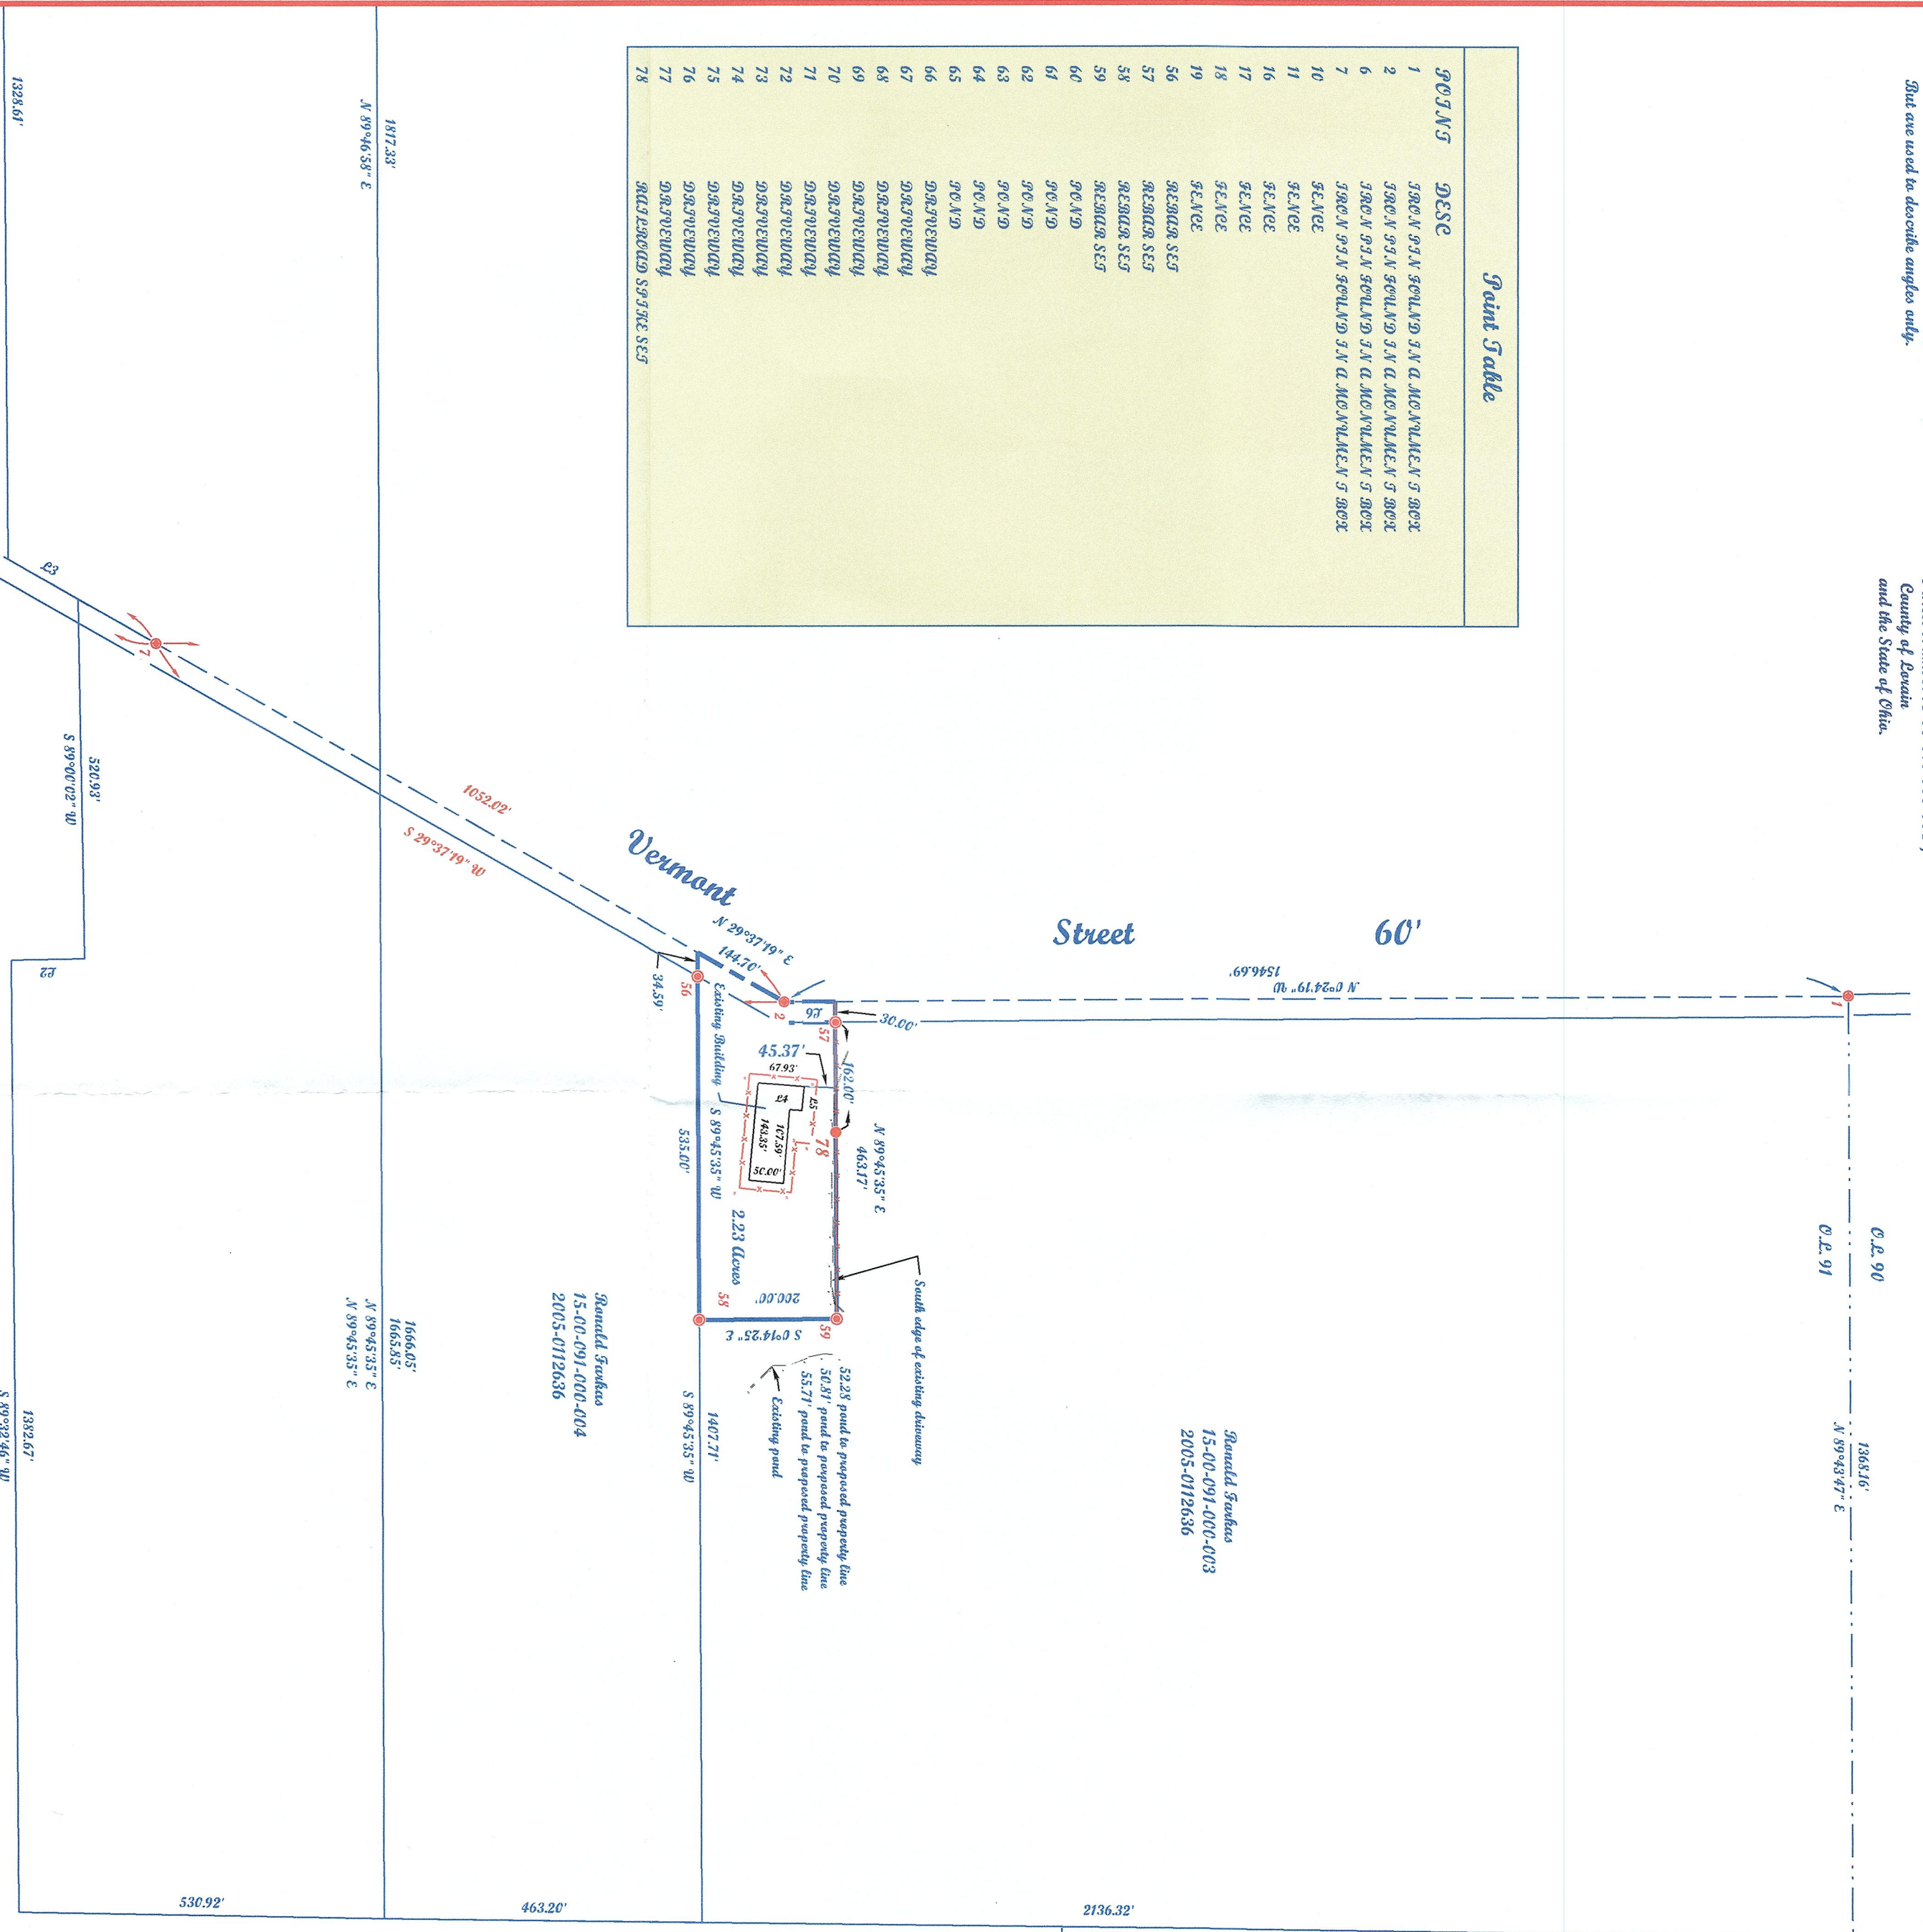 But are used to describe angles only.
County of Lorain
and the State of Ohio.
Point Table
POINT DESC
1 IRON PIN FOUND IN A MONUMENT BOX
2 IRON PIN FOUND IN A MONUMENT BOX
6 IRON PIN FOUND IN A MONUMENT BOX
7 IRON PIN FOUND IN A MONUMENT BOX
10 FENCE
11 FENCE
16 FENCE
17 FENCE
18 FENCE
19 FENCE
56 REBAR SET
57 REBAR SET
58 REBAR SET
59 REBAR SET
60 POND
61 POND
62 POND
63 POND
64 POND
65 POND
66 DRIVEWAY
67 DRIVEWAY
68 DRIVEWAY
69 DRIVEWAY
70 DRIVEWAY
71 DRIVEWAY
72 DRIVEWAY
73 DRIVEWAY
74 DRIVEWAY
75 DRIVEWAY
76 DRIVEWAY
77 DRIVEWAY
78 RAILROAD SPIKE SET
1817.33'
N 89°46'58" E
1328.61'
L3
7
520.93'
S 89°00'02" W
L2
1052.02'
S 29°37'19" W
Vermont
Street
60'
N 29°37'19" E
144.70'
1546.69'
N 0°24'19" W
1
34.59'
56
2
L6
57
30.00'
45.37'
162.00'
67.93'
L4
L5
107.59'
143.35'
50.00'
78
Existing Building
N 89°45'35" E
463.17'
S 89°45'35" W
535.00'
2.23 Acres
58
200.00'
59
S 0°14'25" E
South edge of existing driveway
52.28 pond to proposed property line
50.81' pond to porposed property line
55.71' pond to propesed property line
Existing pond
O.L. 90
O.L. 91
1368.16'
N 89°43'47" E
Ronald Farkas
15-00-091-000-003
2005-0112636
Ronald Farkas
15-00-091-000-004
2005-0112636
1407.71'
S 89°45'35" W
1666.05'
1665.85'
N 89°45'35" E
N 89°45'35" E
1382.67'
S 89°32'46" W
530.92'
463.20'
2136.32'